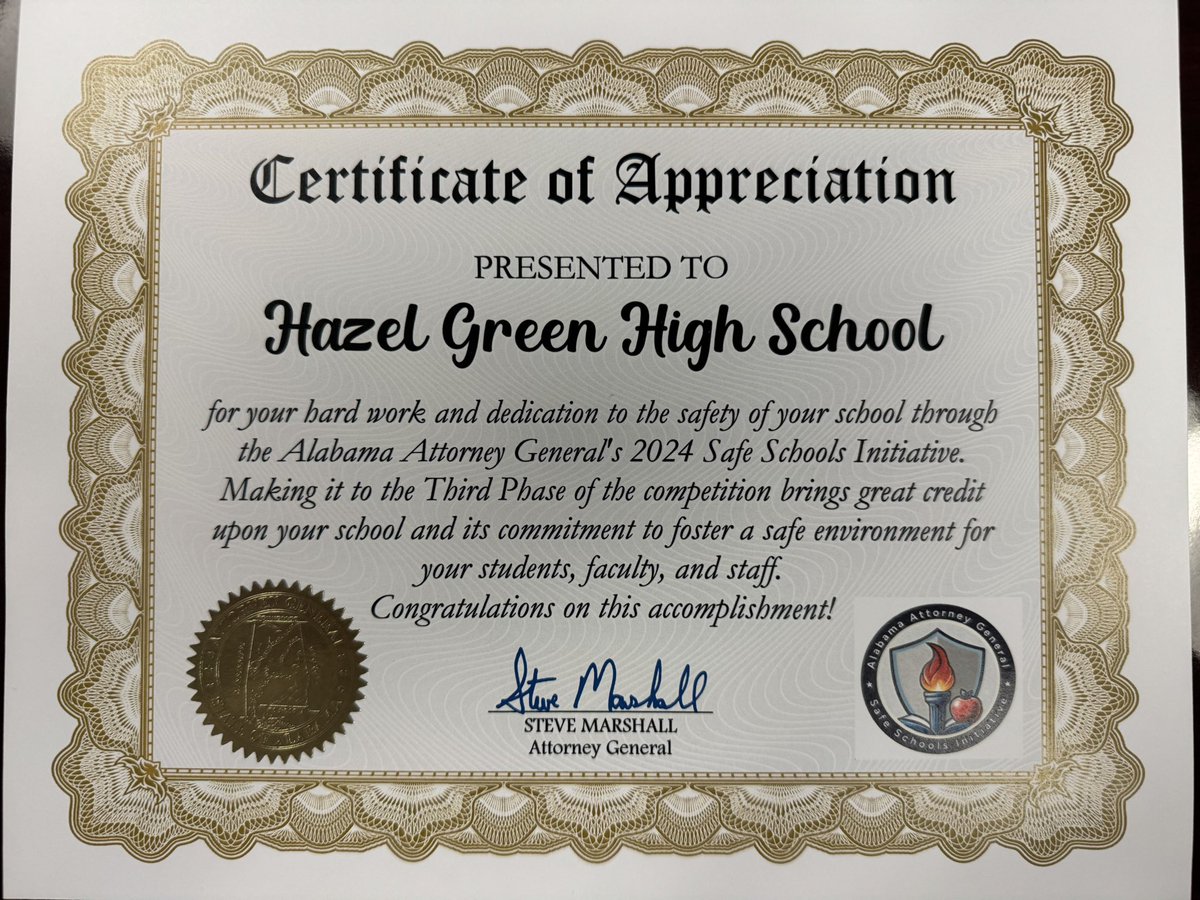 Certificate of Appreciation
PRESENTED TO
Hazel Green High School
for your hard work and dedication to the safety of your school through
the Alabama Attorney General's 2024 Safe Schools Initiative.
Making it to the Third Phase of the competition brings great credit
upon your school and its commitment to foster a safe environment for
your students, faculty, and staff.
Congratulations on this accomplishment!
Steve Marshall
STEVE MARSHALL
Attorney General
Alabama Attorney General
Safe Schools Initiative